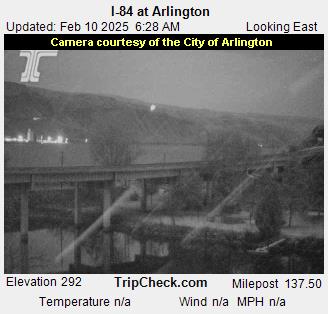 I-84 at Arlington
Updated: Feb 10 2025 6:28 AM Looking East
Camera courtesy of the City of Arlington
Elevation 292 TripCheck.com Milepost 137.50
Temperature n/a Wind n/a MPH n/a